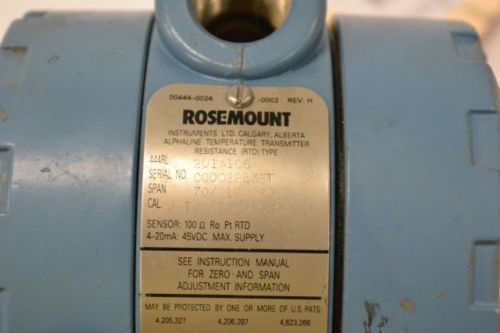 00444-0024 -0002 REV. H
ROSEMOUNT
INSTRUMENTS LTD. CALGARY, ALBERTA
ALPHALINE TEMPERATURE TRANSMITTER
RESISTANCE (RTD) TYPE
444RL
SERIAL NO.
SPAN
CAL.
SENSOR: 100 Ω Ro Pt RTD
4-20mA: 45VDC MAX. SUPPLY
SEE INSTRUCTION MANUAL
FOR ZERO AND SPAN
ADJUSTMENT INFORMATION
MAY BE PROTECTED BY ONE OR MORE OF U.S. PATS
4,205,327 4,206,397 4,623,266